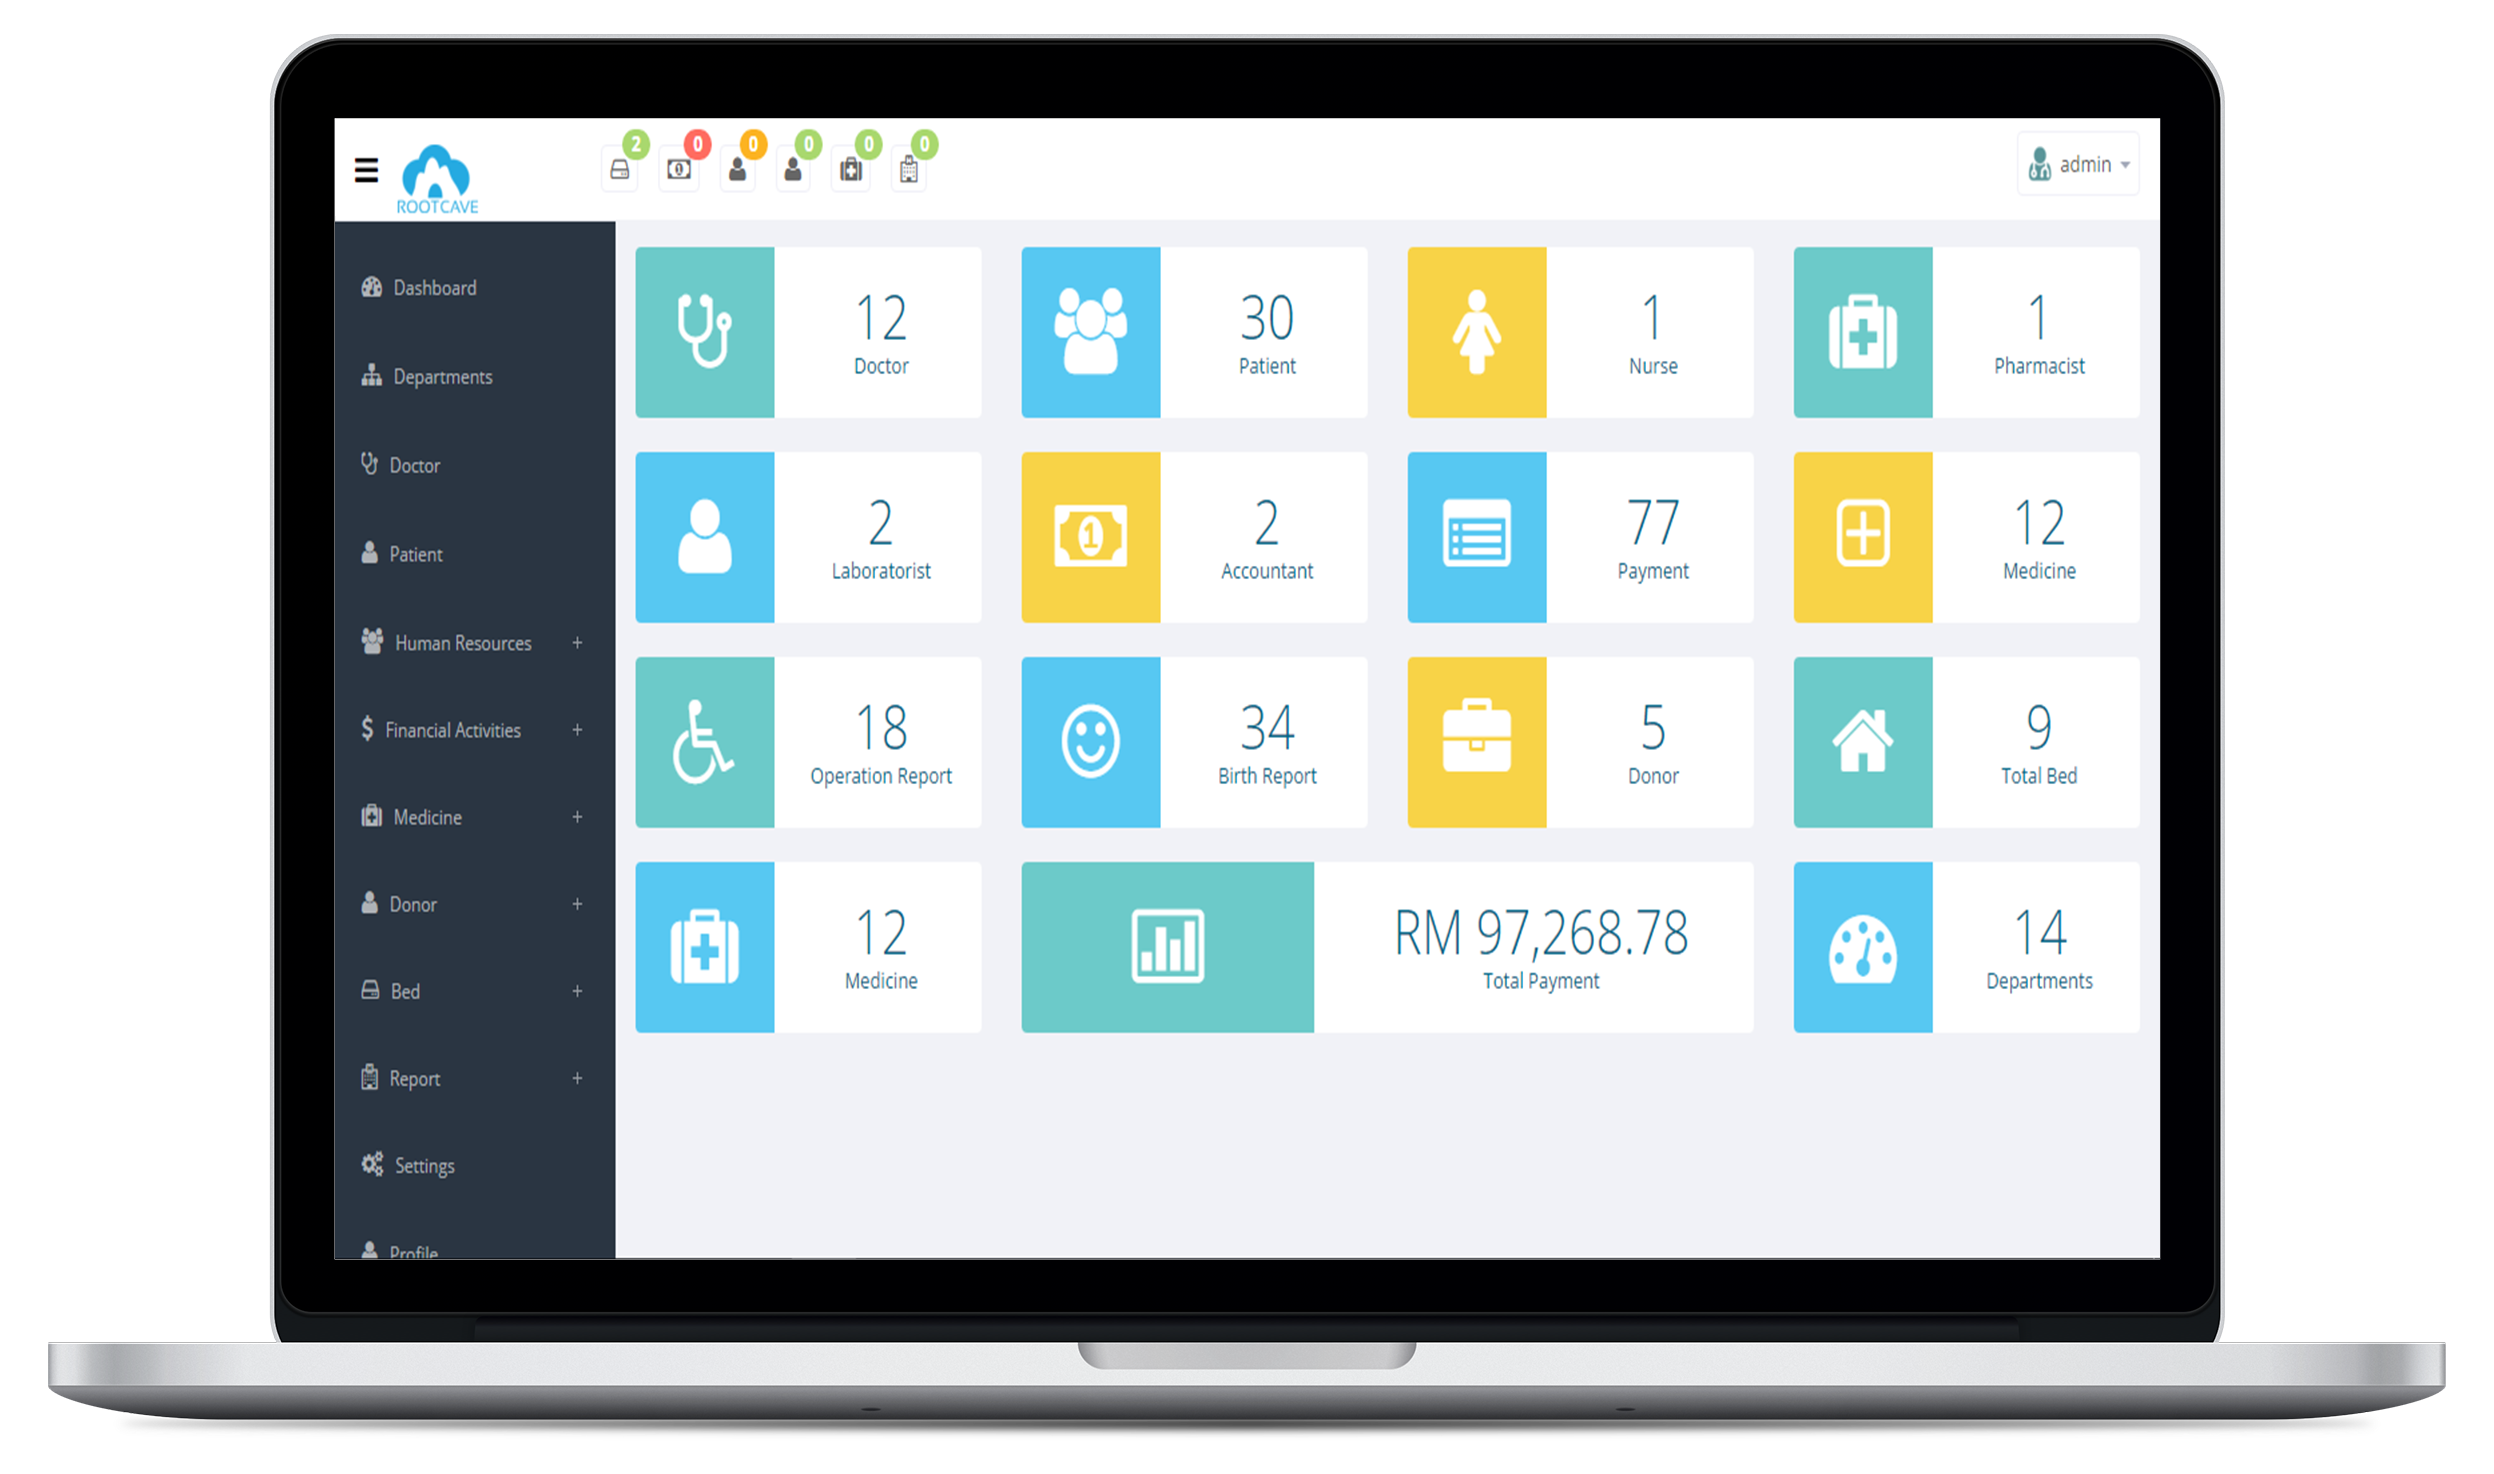 2 0 0 0 0 0
ROOTCAVE
admin
Dashboard
Departments
Doctor
Patient
Human Resources +
Financial Activities +
Medicine +
Donor +
Bed +
Report +
Settings
Profile
12
Doctor
30
Patient
1
Nurse
1
Pharmacist
2
Laboratorist
1
2
Accountant
77
Payment
12
Medicine
18
Operation Report
34
Birth Report
5
Donor
9
Total Bed
12
Medicine
RM 97,268.78
Total Payment
14
Departments